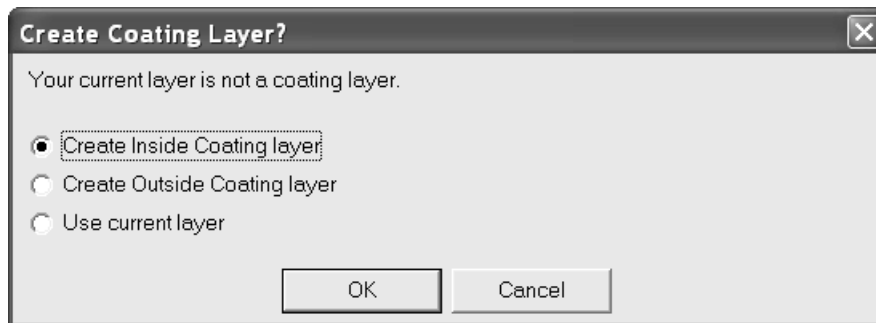 Create Coating Layer?
Your current layer is not a coating layer.
Create Inside Coating layer
Create Outside Coating layer
Use current layer
OK Cancel